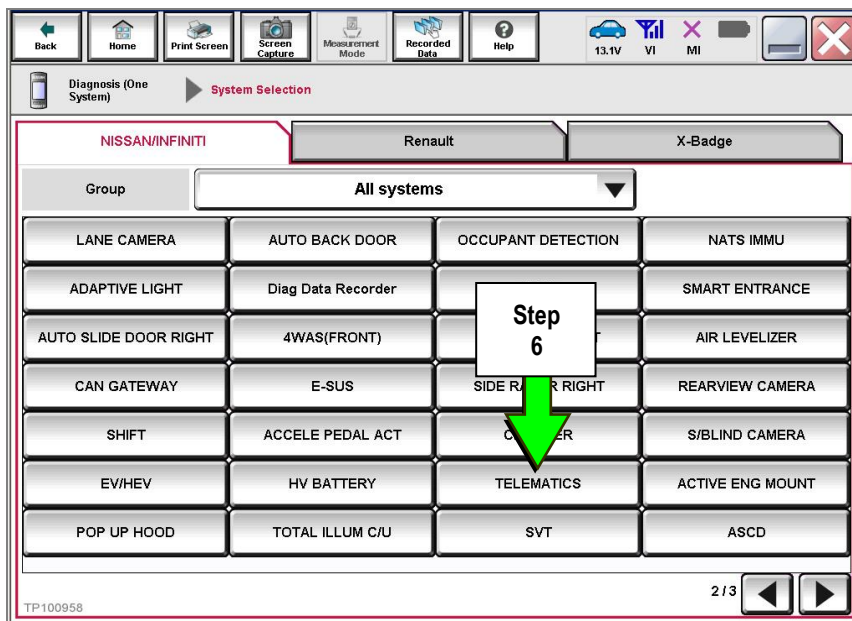 Back
Home
Print Screen
Screen
Capture
Measurement
Mode
Recorded
Data
Help
13.1V
VI
MI
Diagnosis (One
System)
System Selection
NISSAN/INFINITI
Renault
X-Badge
Group
All systems
LANE CAMERA
AUTO BACK DOOR
OCCUPANT DETECTION
NATS IMMU
ADAPTIVE LIGHT
Diag Data Recorder
SMART ENTRANCE
Step
6
AUTO SLIDE DOOR RIGHT
4WAS(FRONT)
AIR LEVELIZER
CAN GATEWAY
E-SUS
SIDE RIGHT
REARVIEW CAMERA
SHIFT
ACCELE PEDAL ACT
S/BLIND CAMERA
EV/HEV
HV BATTERY
TELEMATICS
ACTIVE ENG MOUNT
POP UP HOOD
TOTAL ILLUM C/U
SVT
ASCD
2/3
TP100958